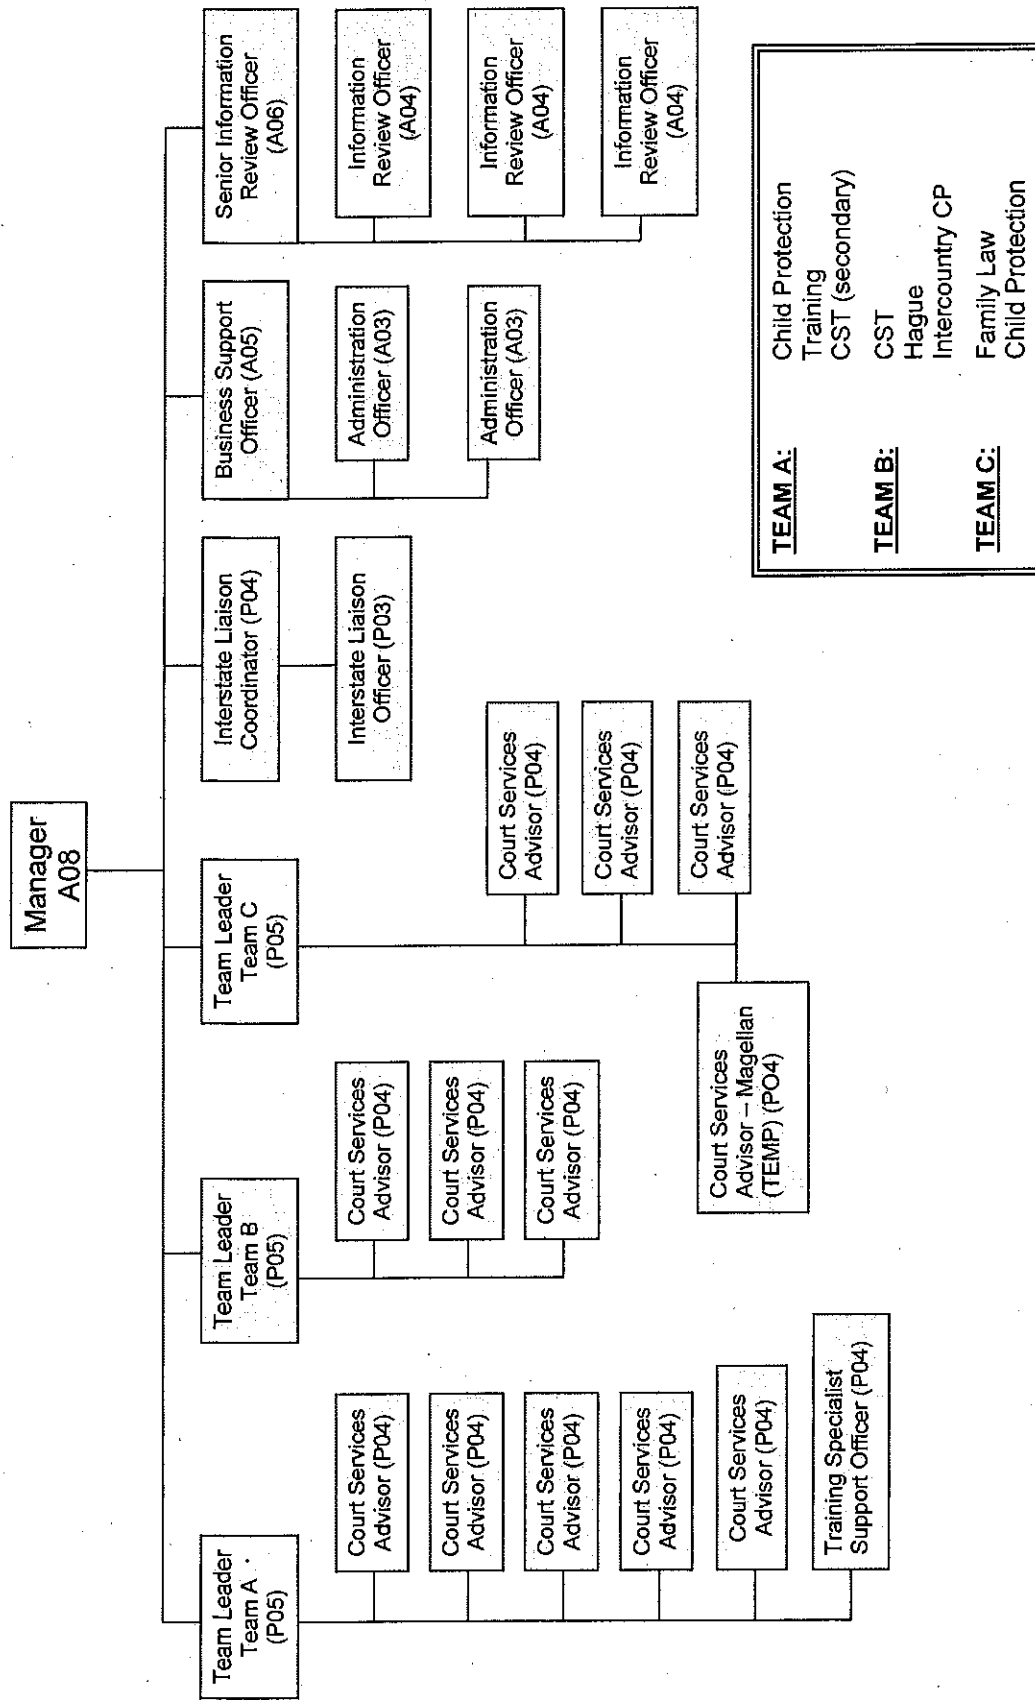 Manager
A08
Team Leader
Team A
(P05)
Court Services
Advisor (P04)
Court Services
Advisor (P04)
Court Services
Advisor (P04)
Court Services
Advisor (P04)
Court Services
Advisor (P04)
Training Specialist
Support Officer (P04)
Team Leader
Team B
(P05)
Court Services
Advisor (P04)
Court Services
Advisor (P04)
Court Services
Advisor (P04)
Team Leader
Team C
(P05)
Court Services
Advisor (P04)
Court Services
Advisor (P04)
Court Services
Advisor (P04)
Court Services
Advisor – Magellan
(TEMP) (PO4)
Interstate Liaison
Coordinator (P04)
Interstate Liaison
Officer (P03)
Business Support
Officer (A05)
Administration
Officer (A03)
Administration
Officer (A03)
Senior Information
Review Officer
(A06)
Information
Review Officer
(A04)
Information
Review Officer
(A04)
Information
Review Officer
(A04)
TEAM A: Child Protection
Training
CST (secondary)
TEAM B: CST
Hague
Intercountry CP
TEAM C: Family Law
Child Protection